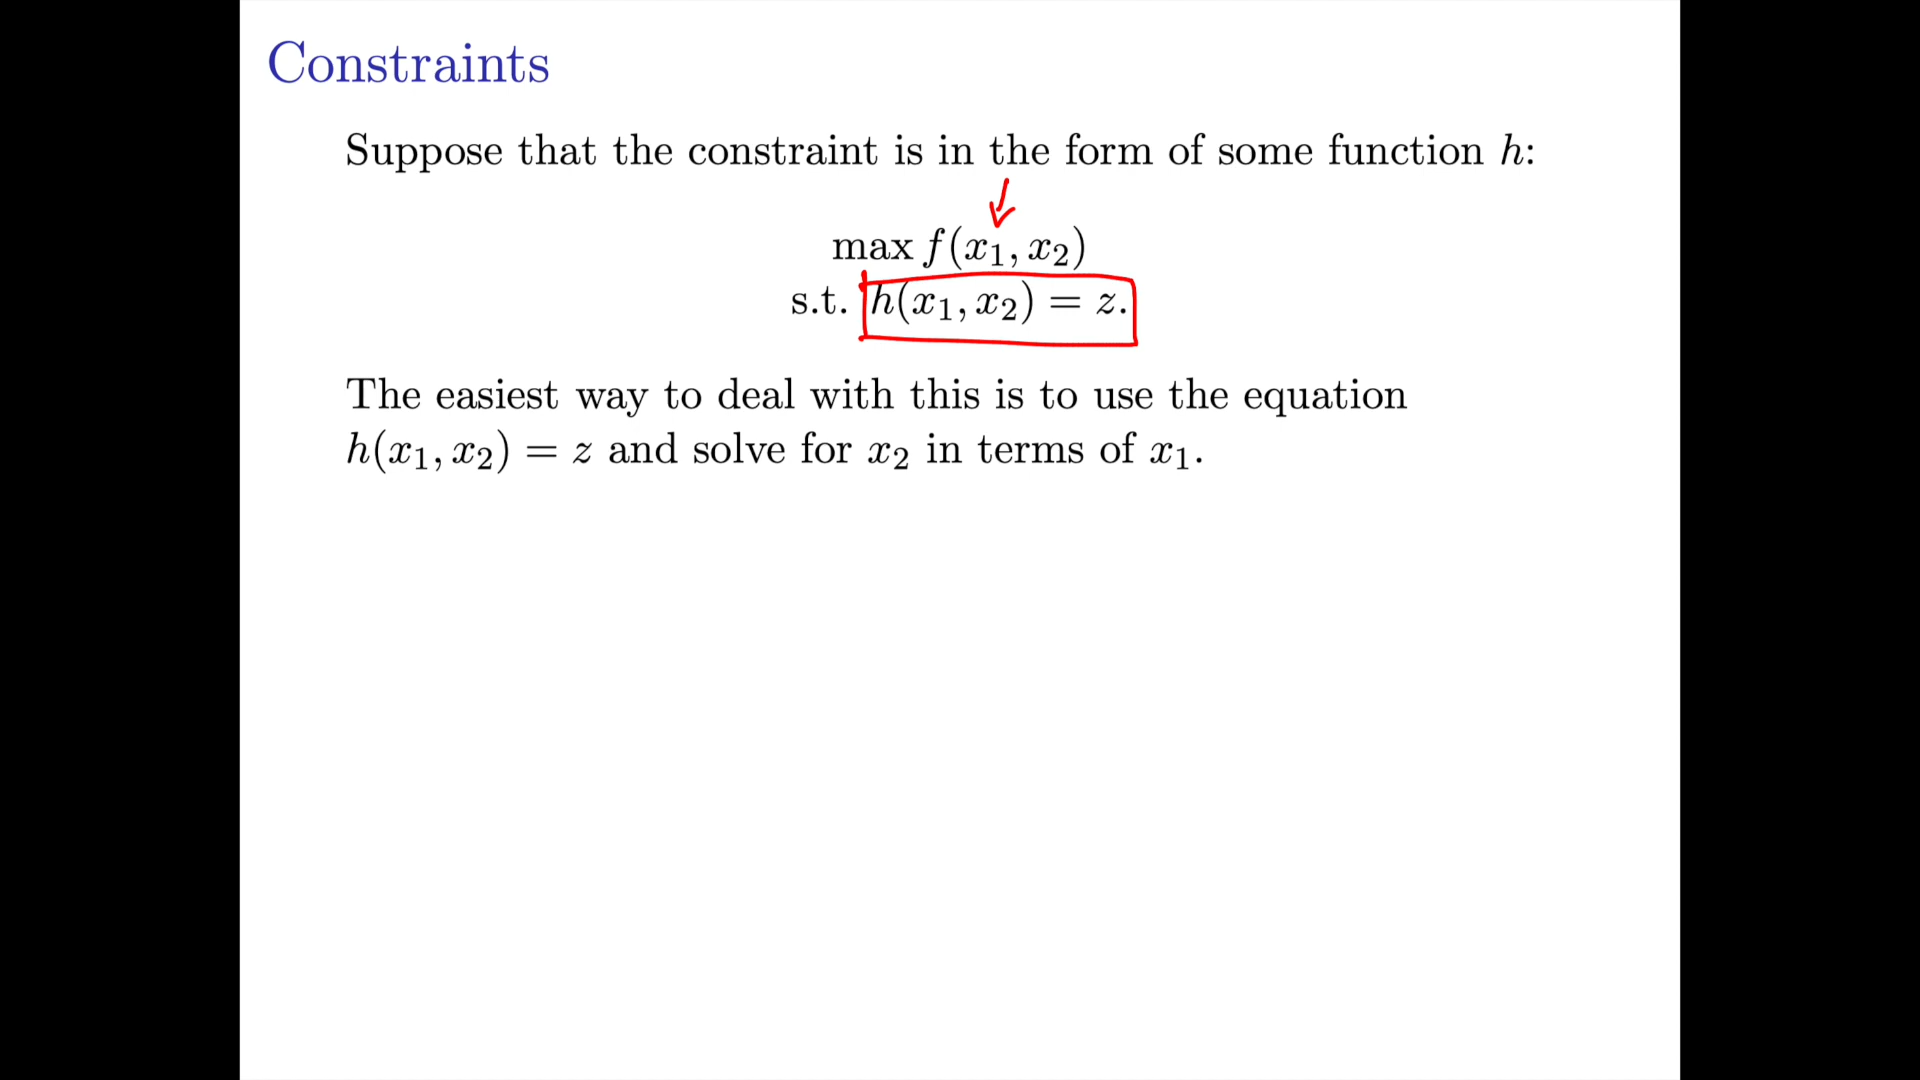 Constraints
Suppose that the constraint is in the form of some function h:
max f(x₁, x₂)
s.t. h(x₁, x₂) = z.
The easiest way to deal with this is to use the equation
h(x₁, x₂) = z and solve for x₂ in terms of x₁.